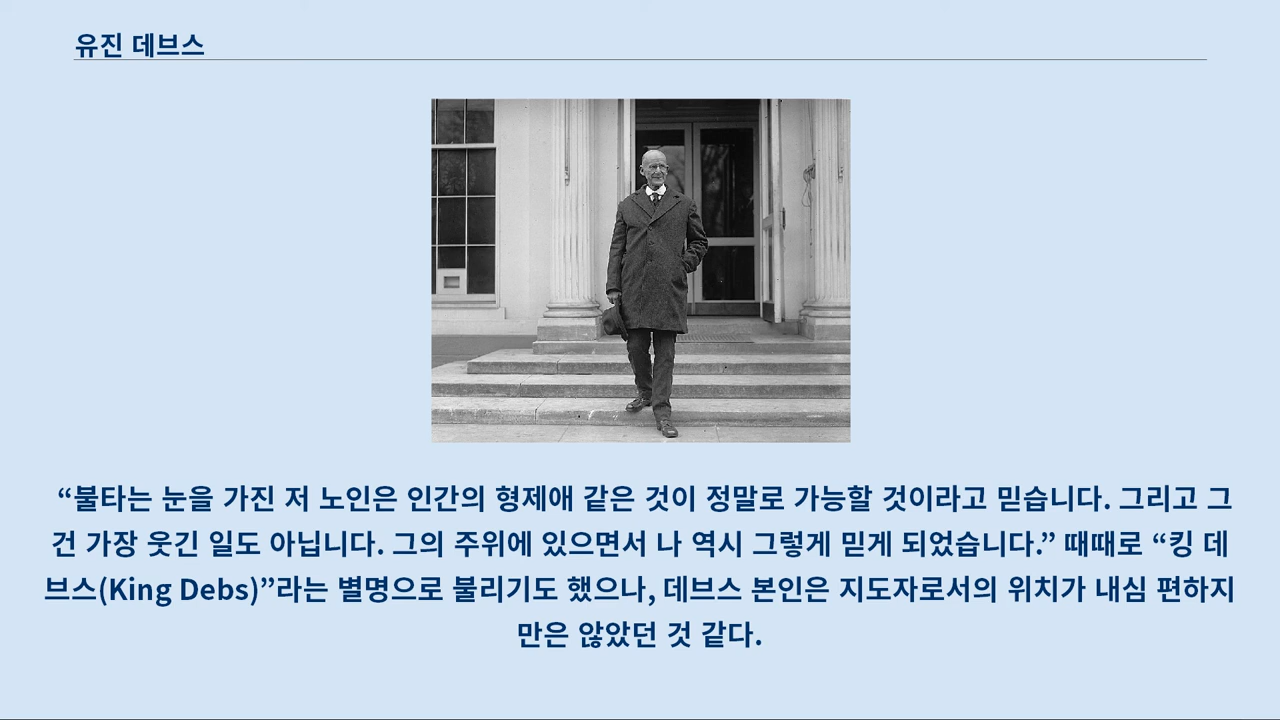 유진 데브스
“불타는 눈을 가진 저 노인은 인간의 형제애 같은 것이 정말로 가능할 것이라고 믿습니다. 그리고 그
건 가장 웃긴 일도 아닙니다. 그의 주위에 있으면서 나 역시 그렇게 믿게 되었습니다.” 때때로 “킹 데
브스(King Debs)”라는 별명으로 불리기도 했으나, 데브스 본인은 지도자로서의 위치가 내심 편하지
만은 않았던 것 같다.